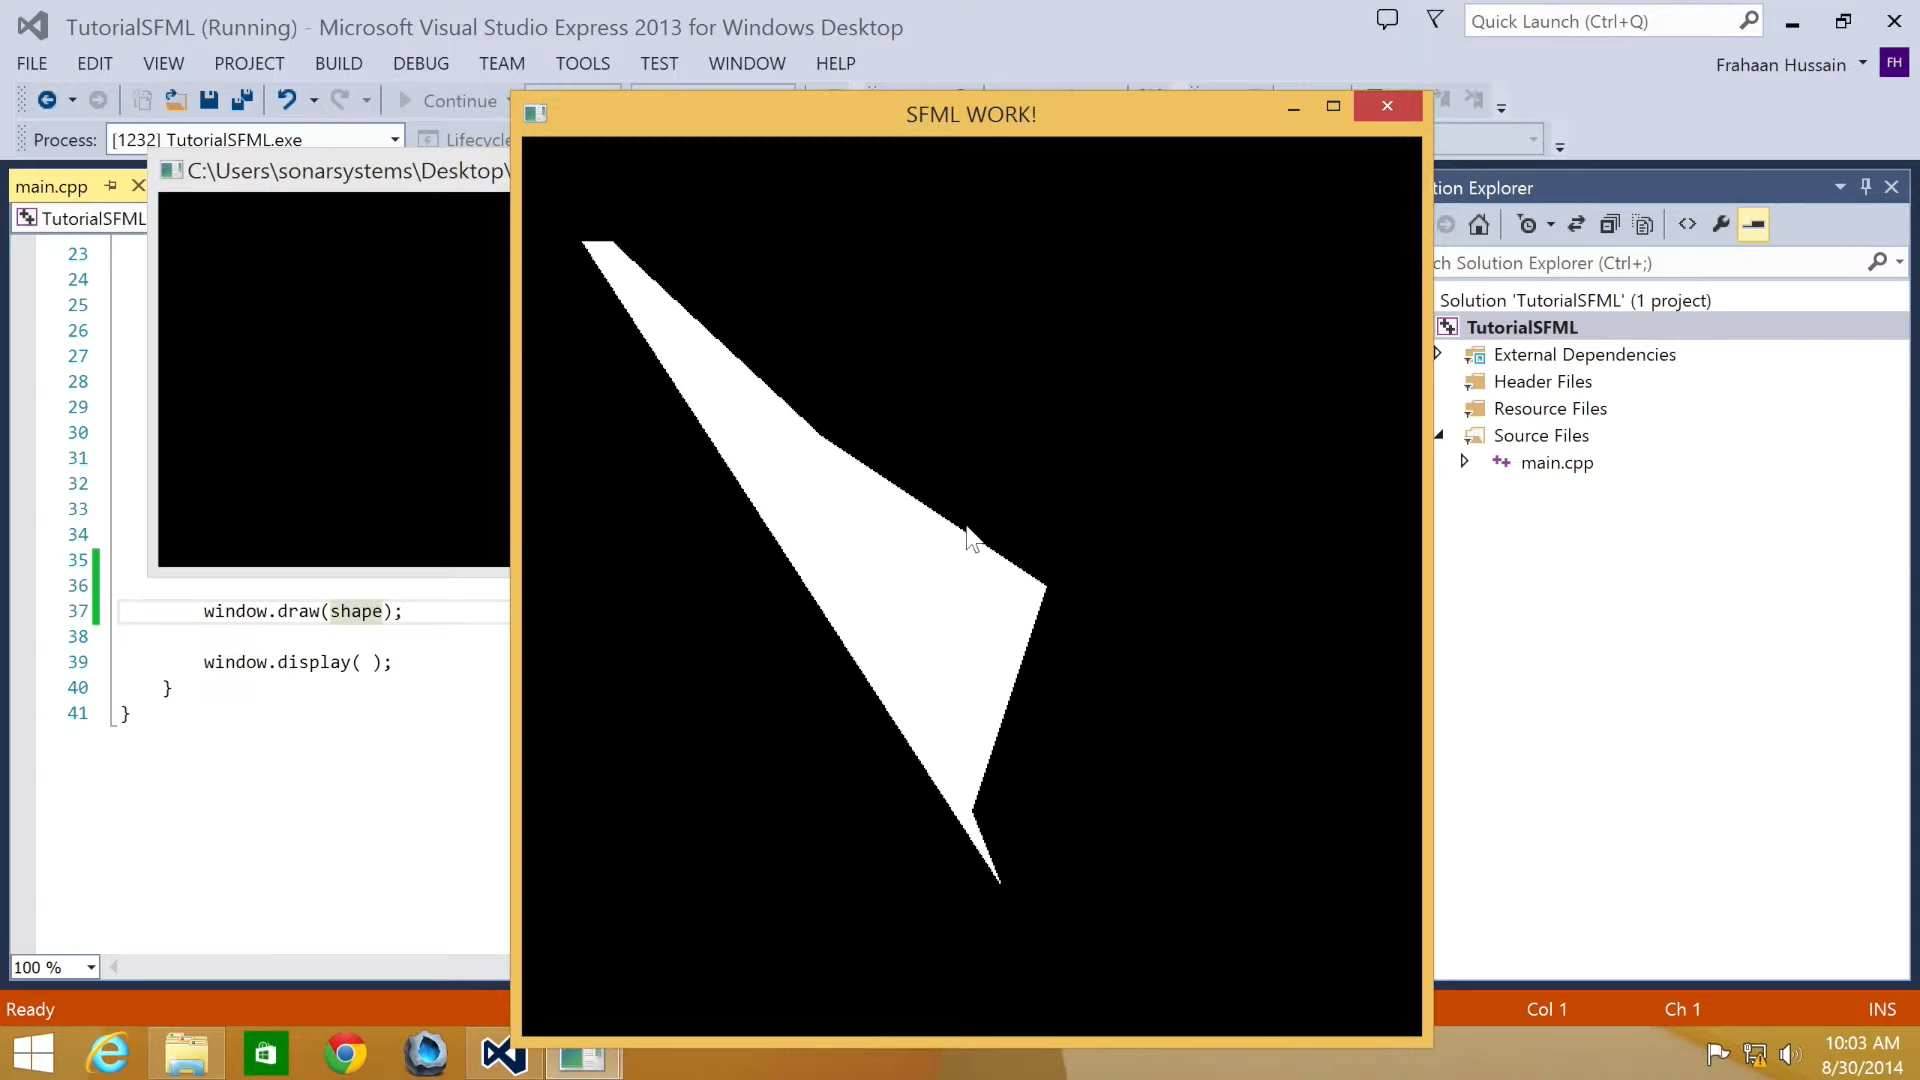 TutorialSFML (Running) - Microsoft Visual Studio Express 2013 for Windows Desktop
Quick Launch (Ctrl+Q)
FILE EDIT VIEW PROJECT BUILD DEBUG TEAM TOOLS TEST WINDOW HELP
Frahaan Hussain FH
Continue
SFML WORK!
Process: [1232] TutorialSFML.exe
Lifecycle
C:\Users\sonarsystems\Desktop\
main.cpp
tion Explorer
TutorialSFML
ch Solution Explorer (Ctrl+;)
Solution 'TutorialSFML' (1 project)
TutorialSFML
External Dependencies
Header Files
Resource Files
Source Files
main.cpp
23
24
25
26
27
28
29
30
31
32
33
34
35
36
37 window.draw(shape);
38
39 window.display( );
40 }
41 }
100 %
Ready
Col 1
Ch 1
INS
10:03 AM
8/30/2014